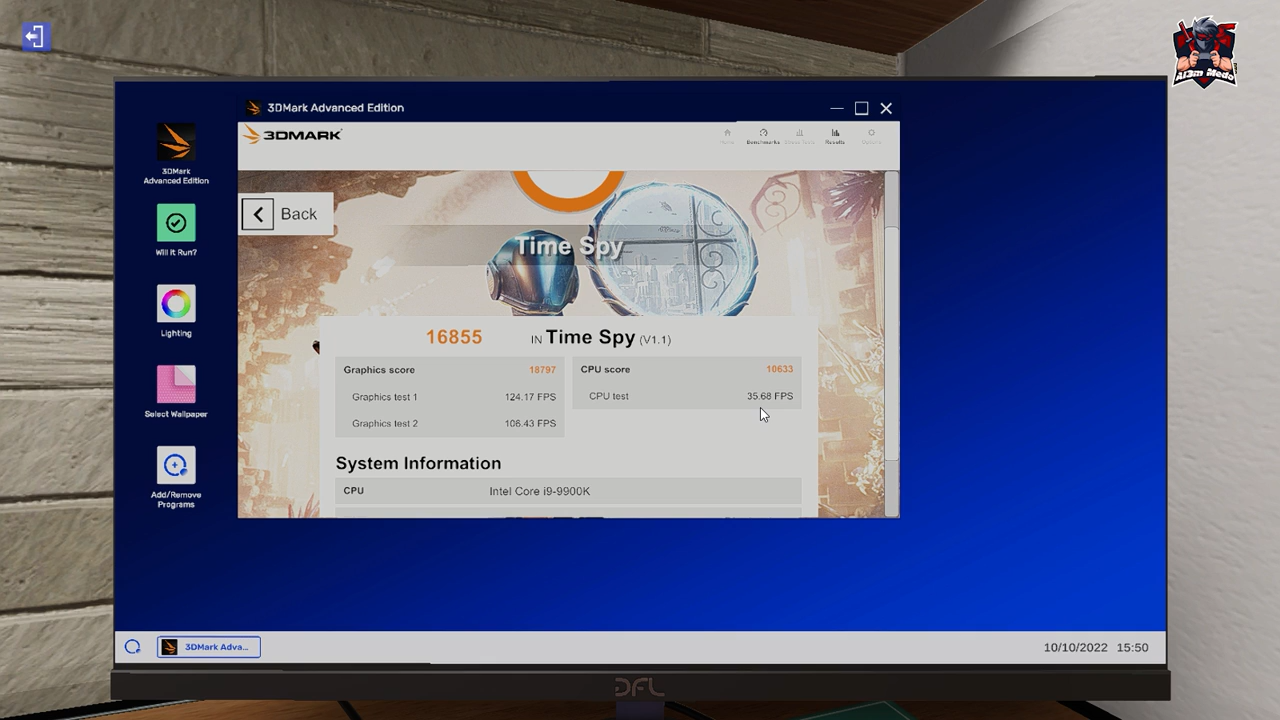 3DMark Advanced Edition
3DMARK
Benchmarks
Results
3DMark
Advanced Edition
Will it Run?
Lighting
Select Wallpaper
Add/Remove
Programs
Back
Time Spy
16855 IN Time Spy (V1.1)
Graphics score 18797
Graphics test 1 124.17 FPS
Graphics test 2 106.43 FPS
CPU score 10633
CPU test 35.68 FPS
System Information
CPU Intel Core i9-9900K
3DMark Adva...
10/10/2022 15:50
DFL